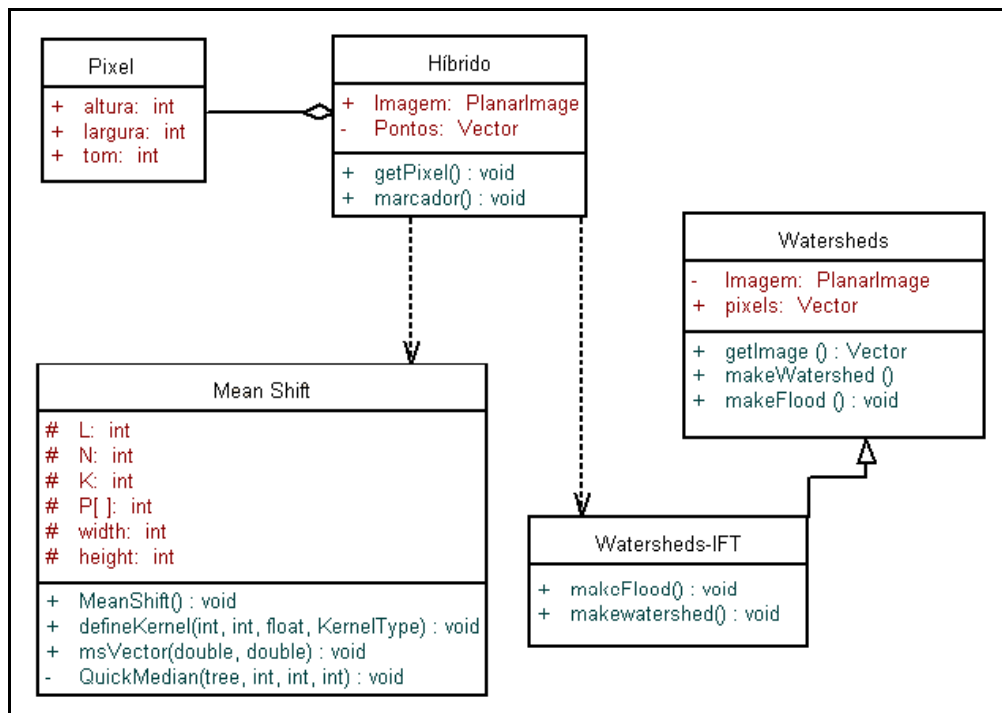 Pixel
+ altura: int
+ largura: int
+ tom: int
Híbrido
+ Imagem: PlanarImage
- Pontos: Vector
+ getPixel() : void
+ marcador() : void
Watersheds
- Imagem: PlanarImage
+ pixels: Vector
+ getImage () : Vector
+ makeWatershed ()
+ makeFlood () : void
Mean Shift
# L: int
# N: int
# K: int
# P[ ]: int
# width: int
# height: int
+ MeanShift() : void
+ defineKernel(int, int, float, KernelType) : void
+ msVector(double, double) : void
- QuickMedian(tree, int, int, int) : void
Watersheds-IFT
+ makeFlood() : void
+ makewatershed() : void